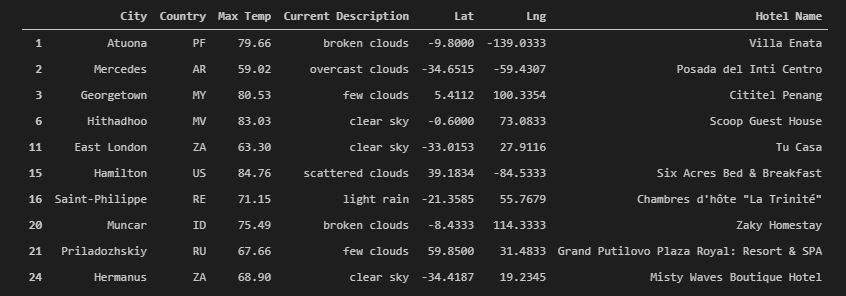 City Country Max Temp Current Description Lat Lng Hotel Name
1 Atuona PF 79.66 broken clouds -9.8000 -139.0333 Villa Enata
2 Mercedes AR 59.02 overcast clouds -34.6515 -59.4307 Posada del Inti Centro
3 Georgetown MY 80.53 few clouds 5.4112 100.3354 Cititel Penang
6 Hithadhoo MV 83.03 clear sky -0.6000 73.0833 Scoop Guest House
11 East London ZA 63.30 clear sky -33.0153 27.9116 Tu Casa
15 Hamilton US 84.76 scattered clouds 39.1834 -84.5333 Six Acres Bed & Breakfast
16 Saint-Philippe RE 71.15 light rain -21.3585 55.7679 Chambres d'hôte "La Trinité"
20 Muncar ID 75.49 broken clouds -8.4333 114.3333 Zaky Homestay
21 Priladozhskiy RU 67.66 few clouds 59.8500 31.4833 Grand Putilovo Plaza Royal: Resort & SPA
24 Hermanus ZA 68.90 clear sky -34.4187 19.2345 Misty Waves Boutique Hotel